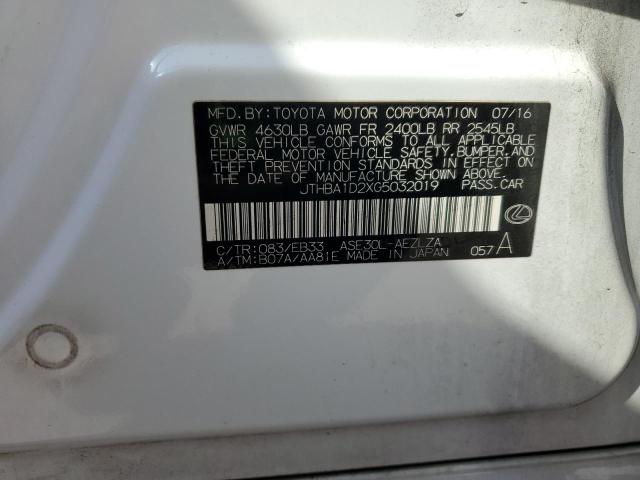 MFD.BY:TOYOTA MOTOR CORPORATION 07/16
GVWR 4630LB GAWR FR 2400LB RR 2545LB
THIS VEHICLE CONFORMS TO ALL APPLICABLE
FEDERAL MOTOR VEHICLE SAFETY,BUMPER,AND
THEFT PREVENTION STANDARDS IN EFFECT ON
THE DATE OF MANUFACTURE SHOWN ABOVE.
JTHBA1D2XG5032019 PASS.CAR
C/TR:083/EB33 ASE30L-AEZLZA
A/TM:B07A/AA81E MADE IN JAPAN 057A